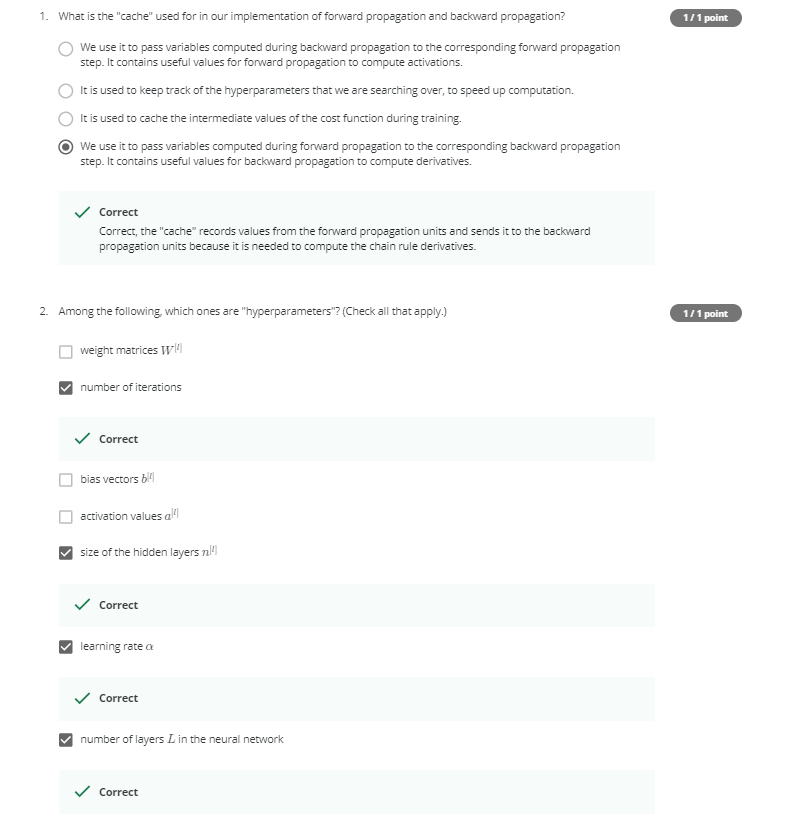 1. What is the "cache" used for in our implementation of forward propagation and backward propagation?
1 / 1 point
We use it to pass variables computed during backward propagation to the corresponding forward propagation
step. It contains useful values for forward propagation to compute activations.
It is used to keep track of the hyperparameters that we are searching over, to speed up computation.
It is used to cache the intermediate values of the cost function during training.
We use it to pass variables computed during forward propagation to the corresponding backward propagation
step. It contains useful values for backward propagation to compute derivatives.
Correct
Correct, the "cache" records values from the forward propagation units and sends it to the backward
propagation units because it is needed to compute the chain rule derivatives.
2. Among the following, which ones are "hyperparameters"? (Check all that apply.)
1 / 1 point
weight matrices W^[l]
number of iterations
Correct
bias vectors b^[l]
activation values a^[l]
size of the hidden layers n^[l]
Correct
learning rate α
Correct
number of layers L in the neural network
Correct